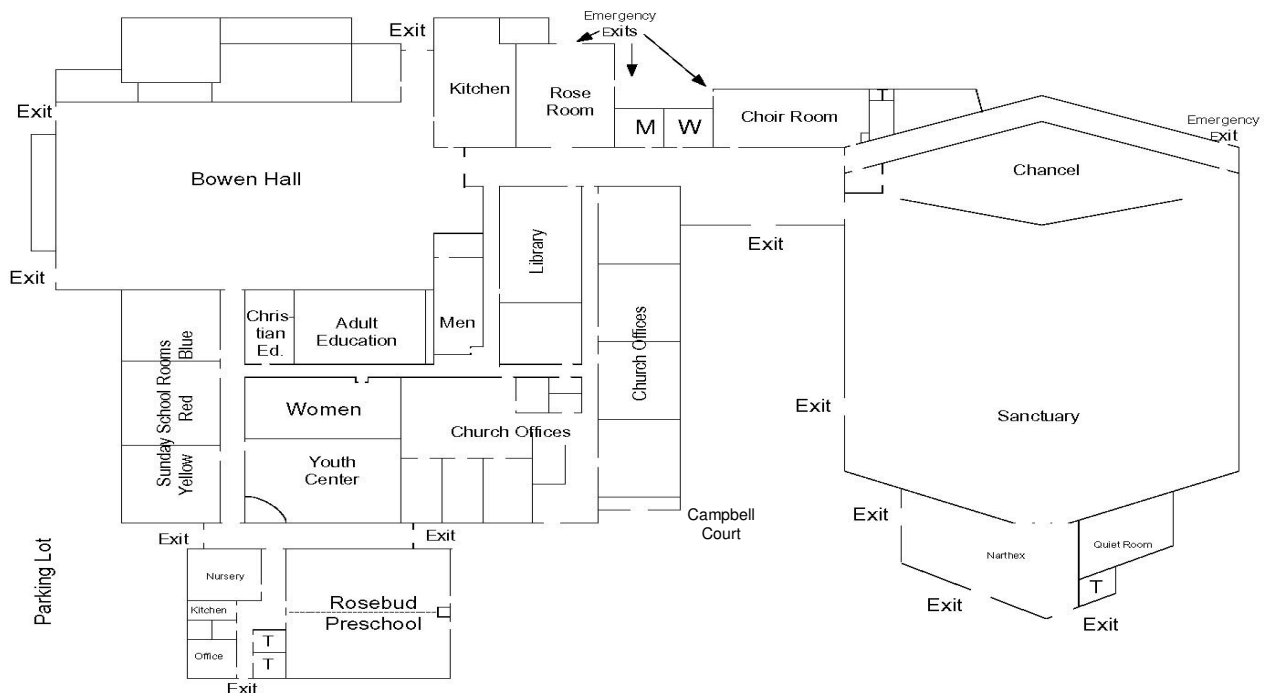 Emergency
Exits
Exit
Exit
Kitchen
Rose
Room
M
W
Choir Room
T
Exit
Emergency
Exit
Bowen Hall
Chancel
Library
Exit
Exit
Chris-
tian
Ed.
Adult
Education
Men
Church Offices
Sunday School Rooms
Blue
Red
Yellow
Women
Church Offices
Youth
Center
Exit
Sanctuary
Campbell
Court
Exit
Exit
Exit
Narthex
Quiet Room
T
Exit
Exit
Parking Lot
Nursery
Kitchen
Office
T
T
Rosebud
Preschool
Exit